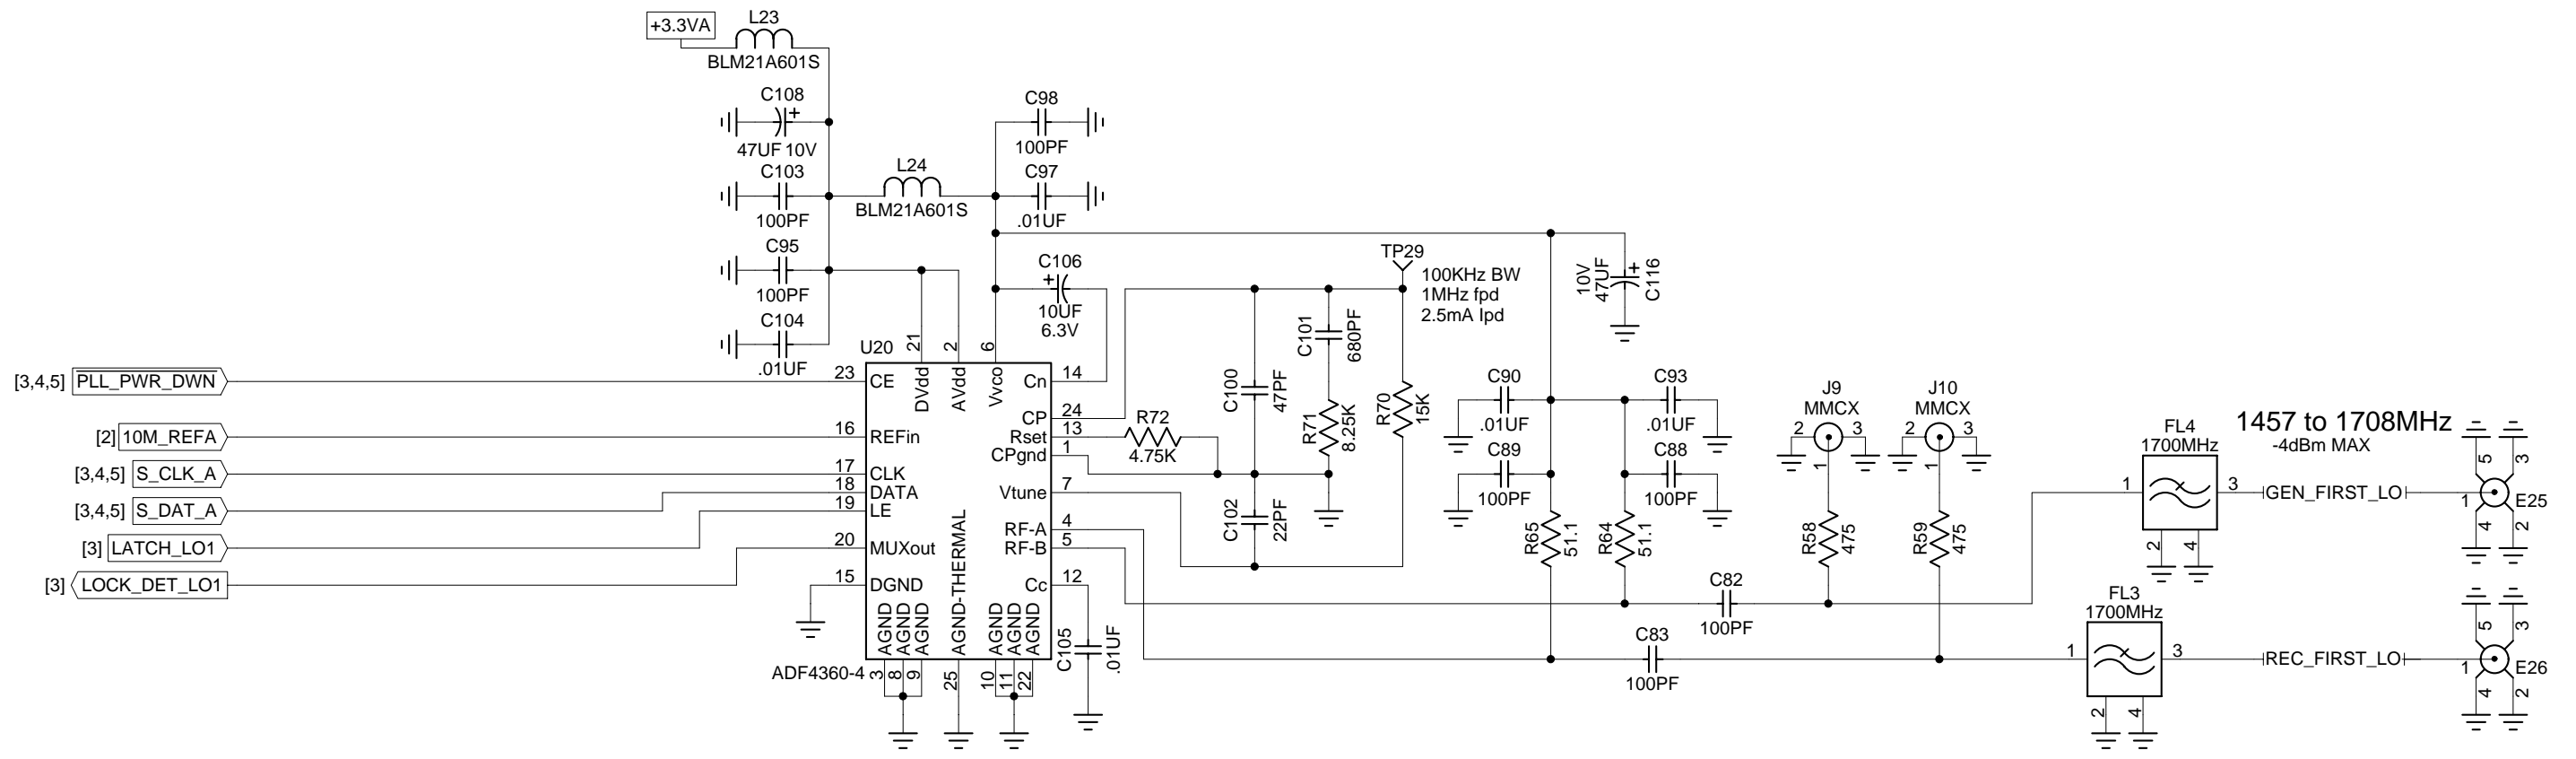 +3.3VA
L23
BLM21A601S
C108
+
47UF 10V
C103
100PF
C95
100PF
C104
.01UF
L24
BLM21A601S
C98
100PF
C97
.01UF
C106
+
10UF
6.3V
TP29
100KHz BW
1MHz fpd
2.5mA Ipd
10V
47UF
+
C116
U20
21
2
6
DVdd
AVdd
Vvco
[3,4,5] PLL_PWR_DWN
23 CE
[2] 10M_REFA
16 REFin
[3,4,5] S_CLK_A
17 CLK
18 DATA
[3,4,5] S_DAT_A
19 LE
[3] LATCH_LO1
20 MUXout
[3] LOCK_DET_LO1
15 DGND
Cn 14
CP 24
Rset 13
CPgnd 1
Vtune 7
RF-A 4
RF-B 5
Cc 12
AGND
AGND
AGND
AGND-THERMAL
AGND
AGND
AGND
ADF4360-4
3
8
9
25
10
11
22
R72
4.75K
C100
47PF
C101
680PF
R71
8.25K
R70
15K
C102
22PF
C105
.01UF
C90
.01UF
C89
100PF
C93
.01UF
C88
100PF
R65
51.1
R64
51.1
C82
100PF
C83
100PF
J9
MMCX
2 3
1
R58
475
J10
MMCX
2 3
1
R59
475
FL4
1700MHz
1 3
2 4
1457 to 1708MHz
-4dBm MAX
GEN_FIRST_LO
5 3
1
E25
4 2
FL3
1700MHz
1 3
2 4
REC_FIRST_LO
5 3
1
E26
4 2